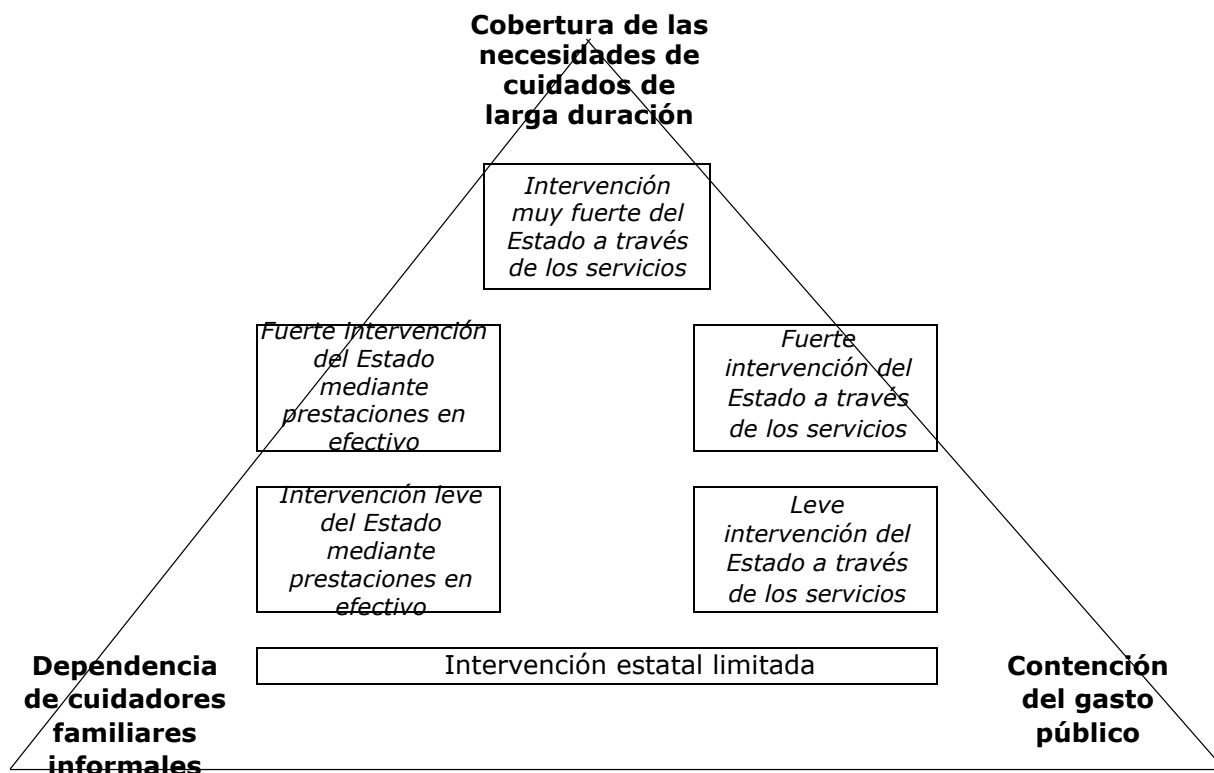 Cobertura de las
necesidades de
cuidados de
larga duración
Intervención
muy fuerte del
Estado a través
de los servicios
Fuerte intervención
del Estado
mediante
prestaciones en
efectivo
Fuerte
intervención del
Estado a través
de los servicios
Intervención leve
del Estado
mediante
prestaciones en
efectivo
Leve
intervención del
Estado a través
de los servicios
Intervención estatal limitada
Dependencia
de cuidadores
familiares
informales
Contención
del gasto
público